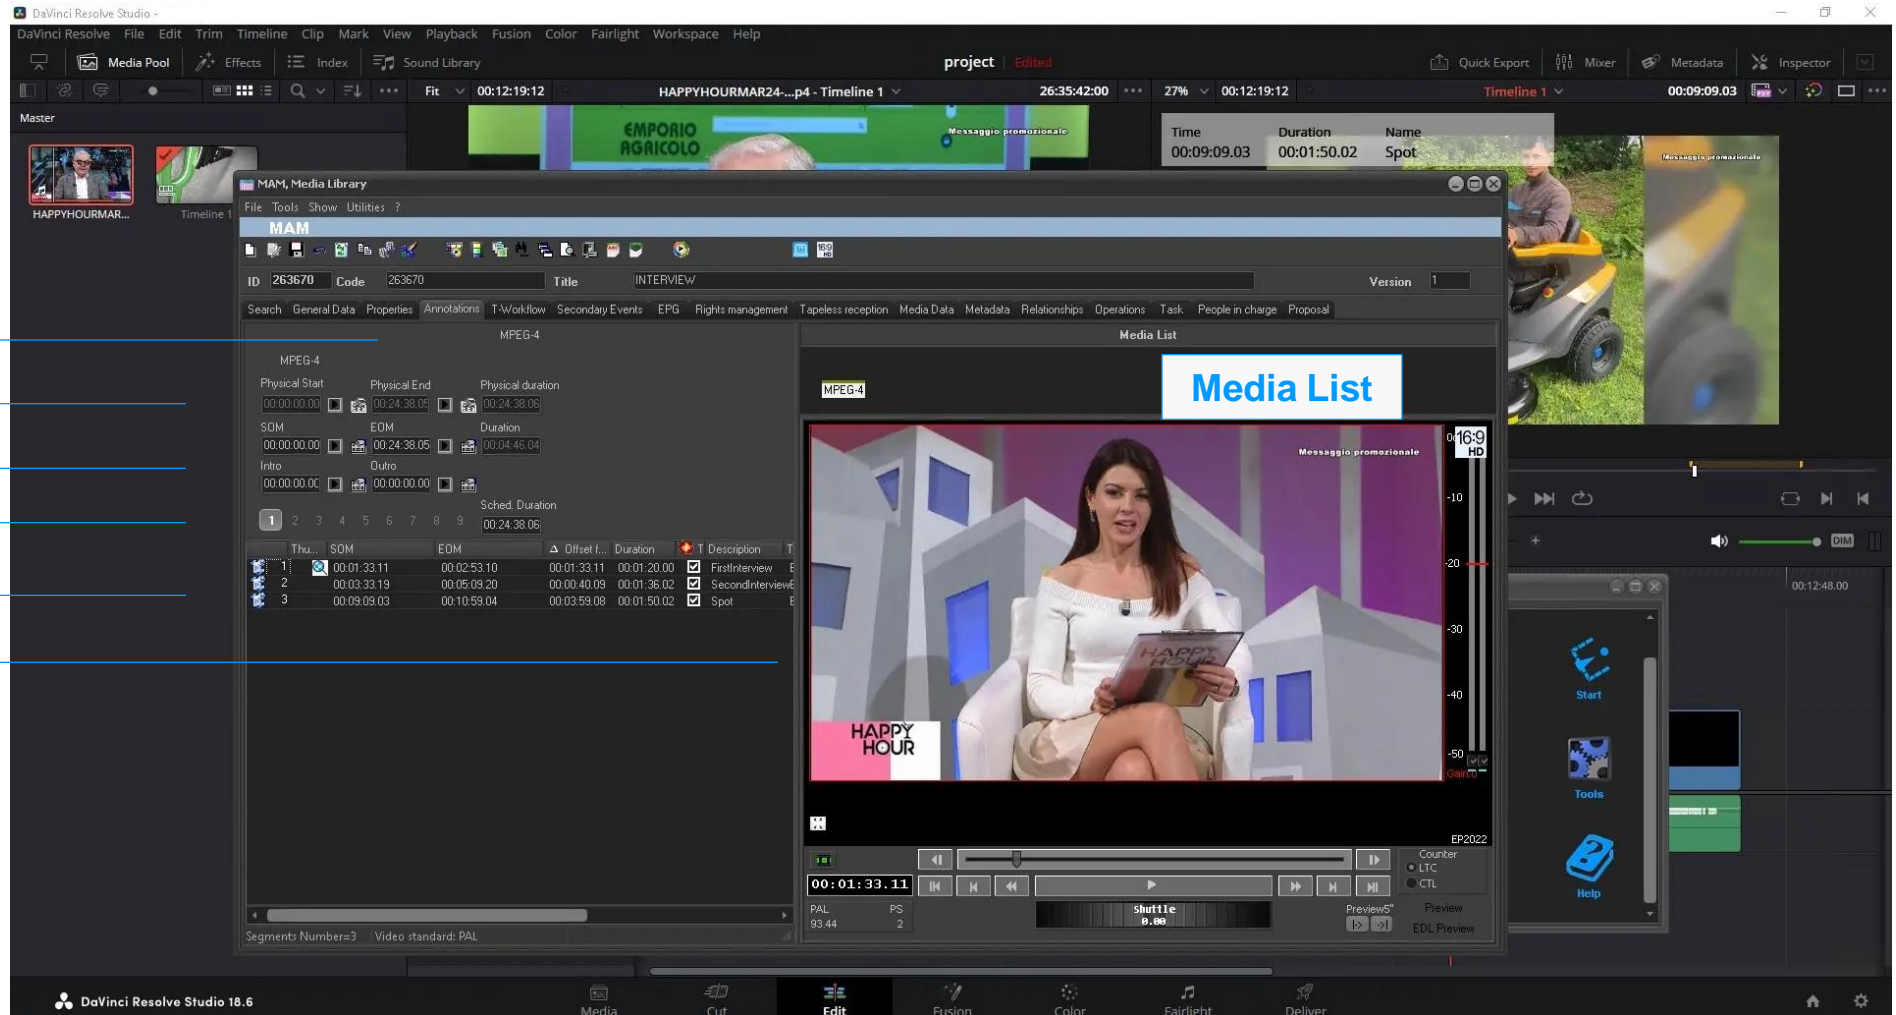 DaVinci Resolve Studio -
DaVinci Resolve File Edit Trim Timeline Clip Mark View Playback Fusion Color Fairlight Workspace Help
Media Pool Effects Index Sound Library project Edited Quick Export Mixer Metadata Inspector
Fit 00:12:19:12 HAPPYHOURMAR24-...p4 - Timeline 1 26:35:42:00 27% 00:12:19:12 Timeline 1 00:09:09.03
Master
EMPORIO
AGRICOLO
Messaggio promozionale
Time Duration Name
00:09:09.03 00:01:50.02 Spot
Messaggio promozionale
HAPPYHOURMAR... Timeline 1
MAM, Media Library
File Tools Show Utilities ?
MAM
16:9
HD
ID 263670 Code 263670 Title INTERVIEW Version 1
Search General Data Properties Annotations T-Workflow Secondary Events EPG Rights management Tapeless reception Media Data Metadata Relationships Operations Task People in charge Proposal
MPEG-4 Media List
MPEG-4
Physical Start Physical End Physical duration
00:00:00.00 00:24:38.05 00:24:38.06
SOM EOM Duration
00:00:00.00 00:24:38.05 00:04:46.04
Intro Outro
00:00:00.00 00:00:00.00
Sched. Duration
1 2 3 4 5 6 7 8 9 00:24:38.06
Thu... SOM EOM Offset f... Duration T Description T
1 00:01:33.11 00:02:53.10 00:01:33.11 00:01:20.00 FirstInterview E
2 00:03:33.19 00:05:09.20 00:00:40.09 00:01:36.02 SecondInterview E
3 00:09:09.03 00:10:59.04 00:03:59.08 00:01:50.02 Spot E
Segments Number=3 Video standard: PAL
MPEG-4
Media List
Messaggio promozionale
16:9
HD
-10
-20
-30
-40
-50
Gain:0
HAPPY
HOUR
HAPPY
HOUR
EP2022
Counter
LTC
CTL
00:01:33.11
PAL PS
93.44 2
Shuttle
0.00
Preview5" Preview
EDL Preview
DIM
00:12:48.00
Start
Tools
Help
DaVinci Resolve Studio 18.6
Media Cut Edit Fusion Color Fairlight Deliver